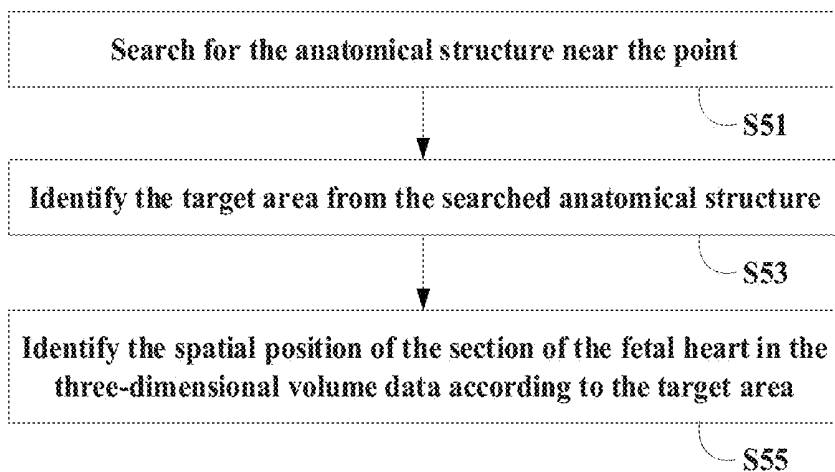 Search for the anatomical structure near the point
S51
Identify the target area from the searched anatomical structure
S53
Identify the spatial position of the section of the fetal heart in the
three-dimensional volume data according to the target area
S55